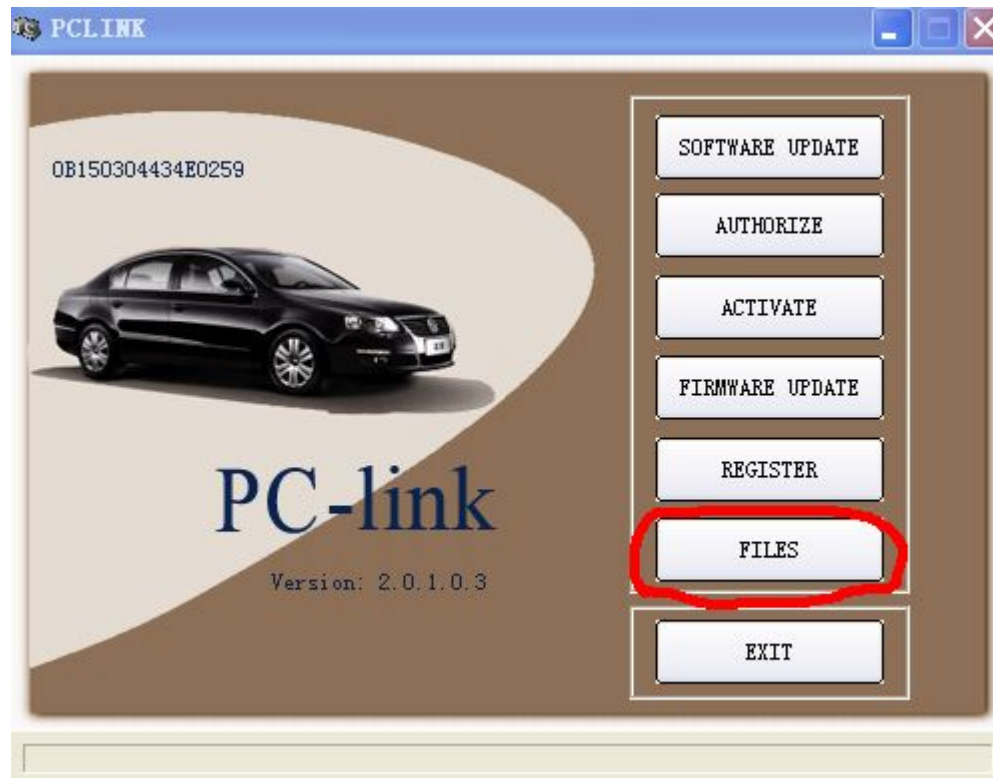 PCLINK
0B150304434E0259
PC-link
Version: 2.0.1.0.3
SOFTWARE UPDATE
AUTHORIZE
ACTIVATE
FIRMWARE UPDATE
REGISTER
FILES
EXIT